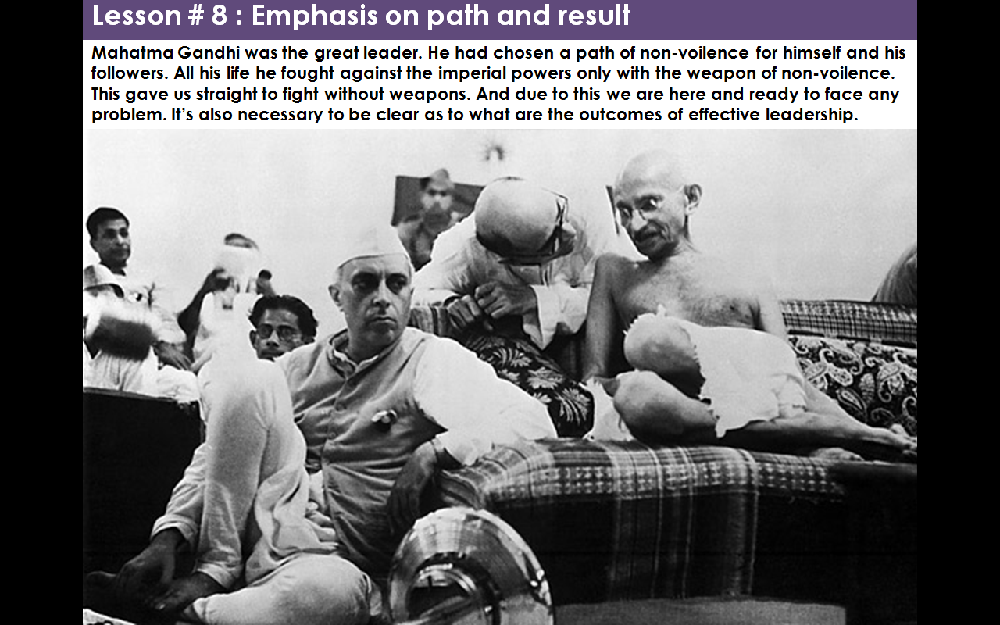 Lesson # 8 : Emphasis on path and result
Mahatma Gandhi was the great leader. He had chosen a path of non-voilence for himself and his
followers. All his life he fought against the imperial powers only with the weapon of non-voilence.
This gave us straight to fight without weapons. And due to this we are here and ready to face any
problem. It’s also necessary to be clear as to what are the outcomes of effective leadership.